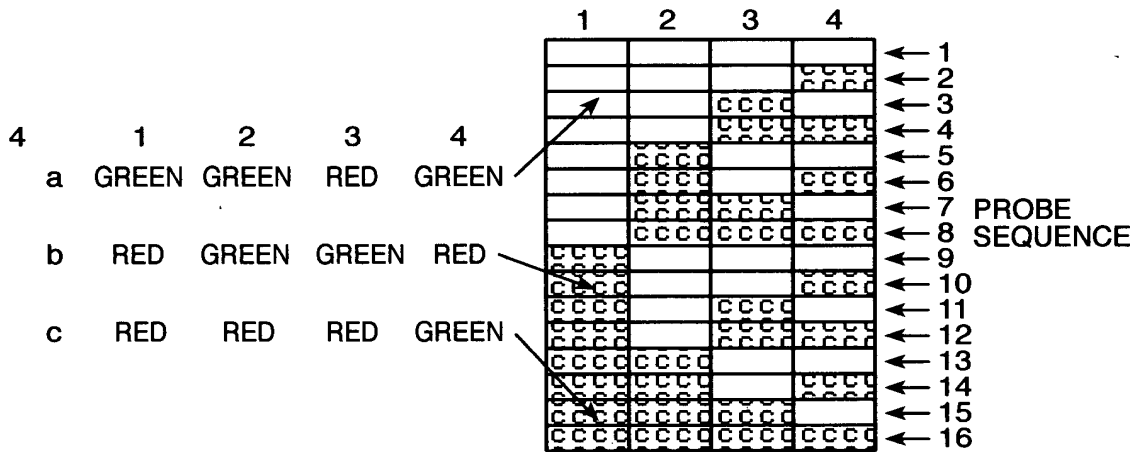 1 2 3 4
1
2
3
4
5
6
7
8
9
10
11
12
13
14
15
16
PROBE
SEQUENCE
4 1 2 3 4
a GREEN GREEN RED GREEN
b RED GREEN GREEN RED
c RED RED RED GREEN